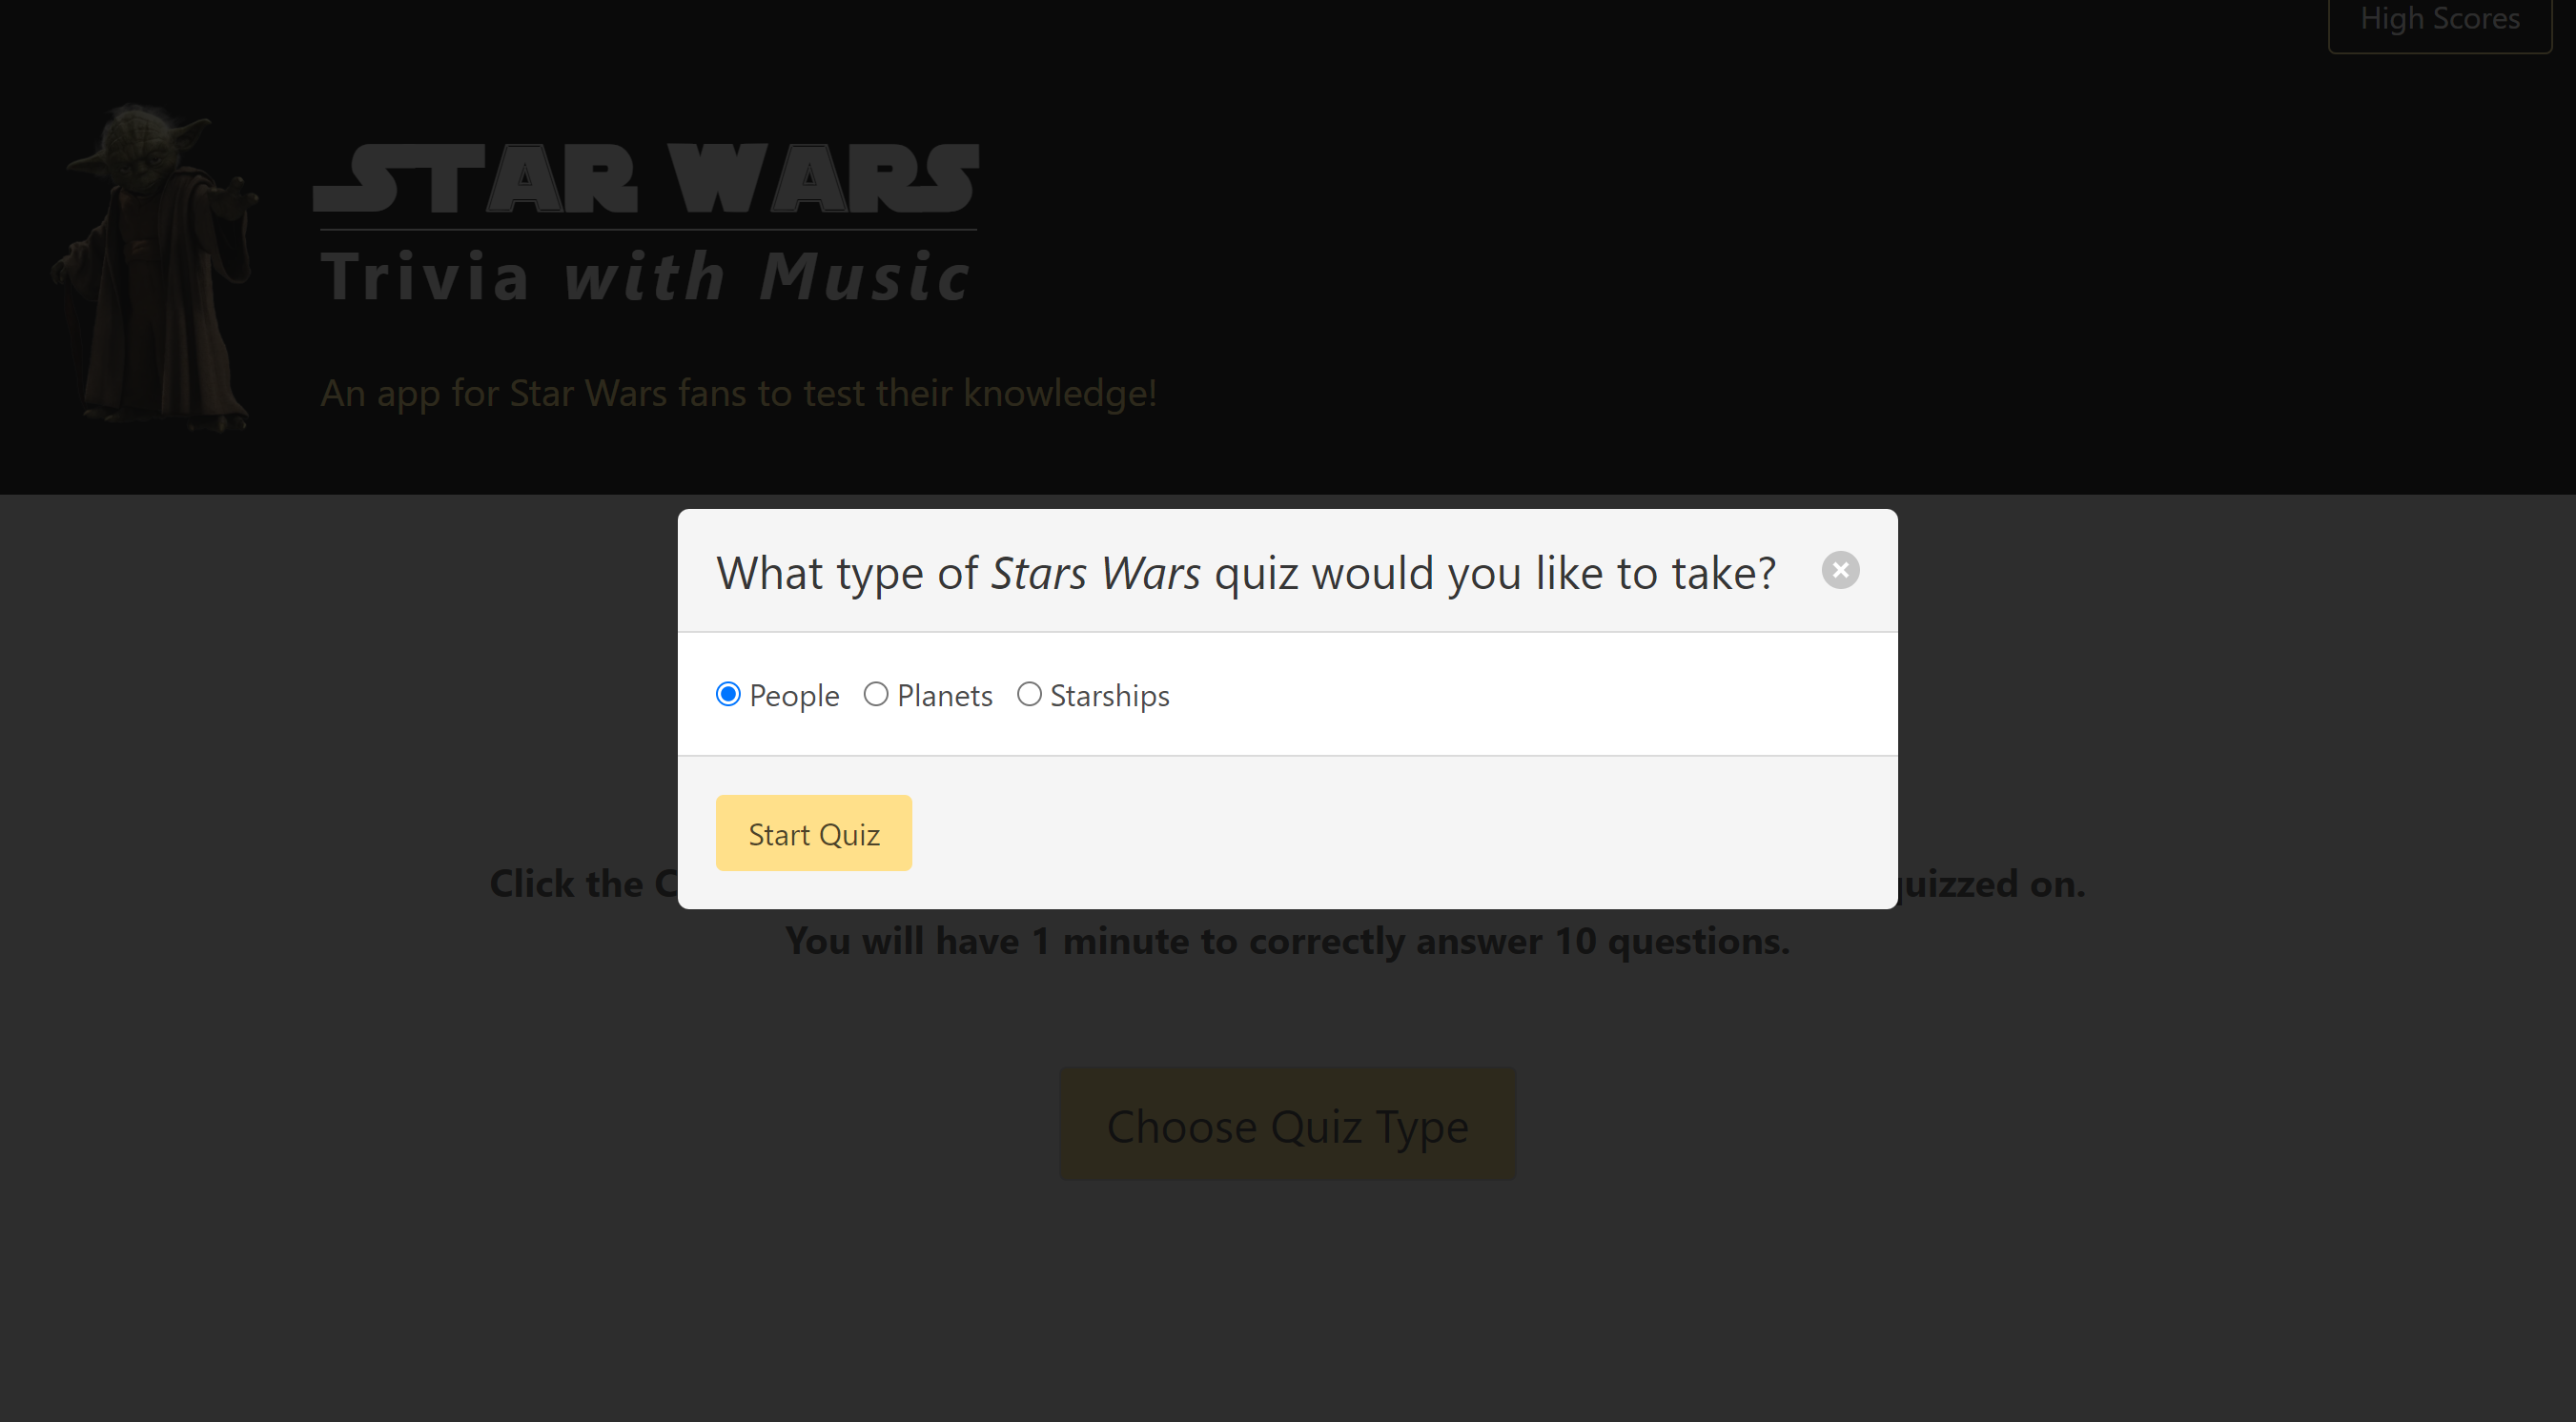 High Scores
STAR WARS
Trivia with Music
An app for Star Wars fans to test their knowledge!
What type of Stars Wars quiz would you like to take?
People Planets Starships
Start Quiz
Click the quizzed on.
You will have 1 minute to correctly answer 10 questions.
Choose Quiz Type